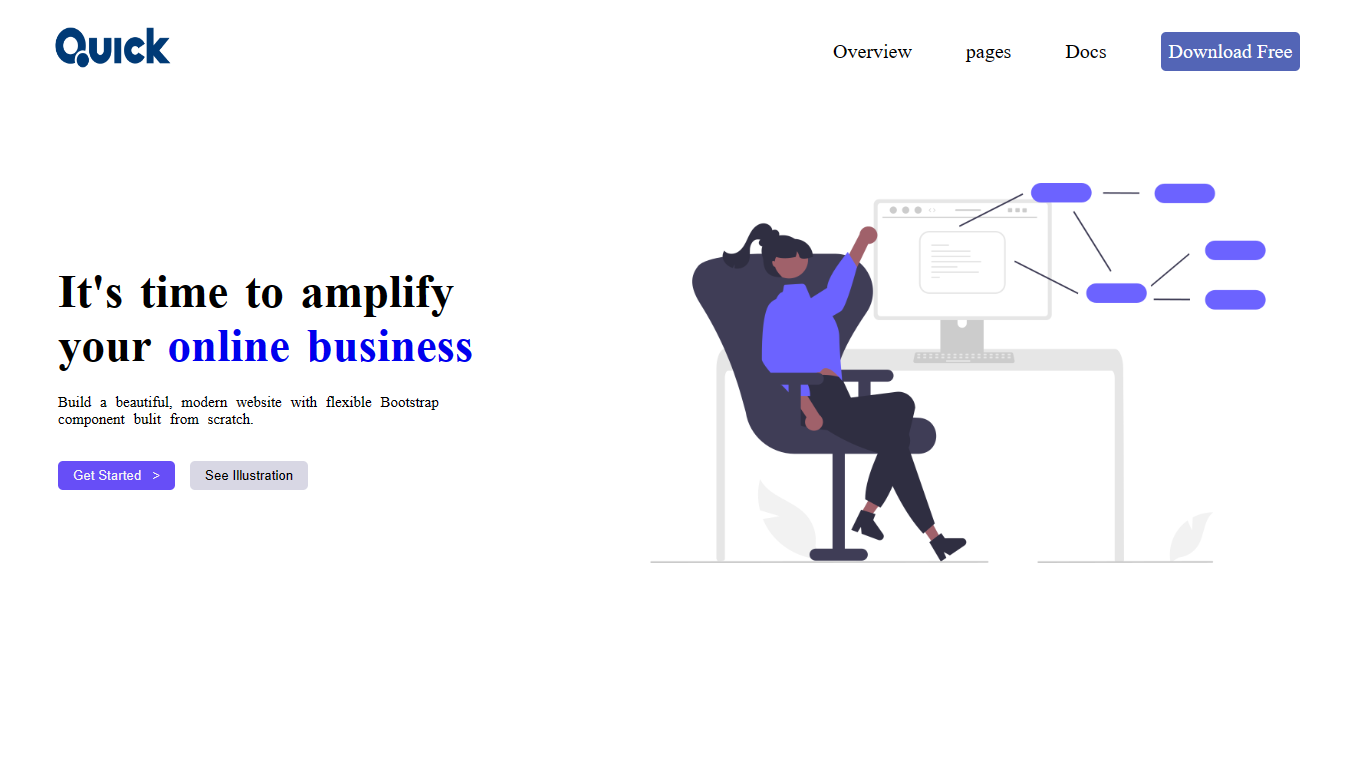 Quick
Overview pages Docs Download Free
It's time to amplify
your online business
Build a beautiful, modern website with flexible Bootstrap
component bulit from scratch.
Get Started > See Illustration